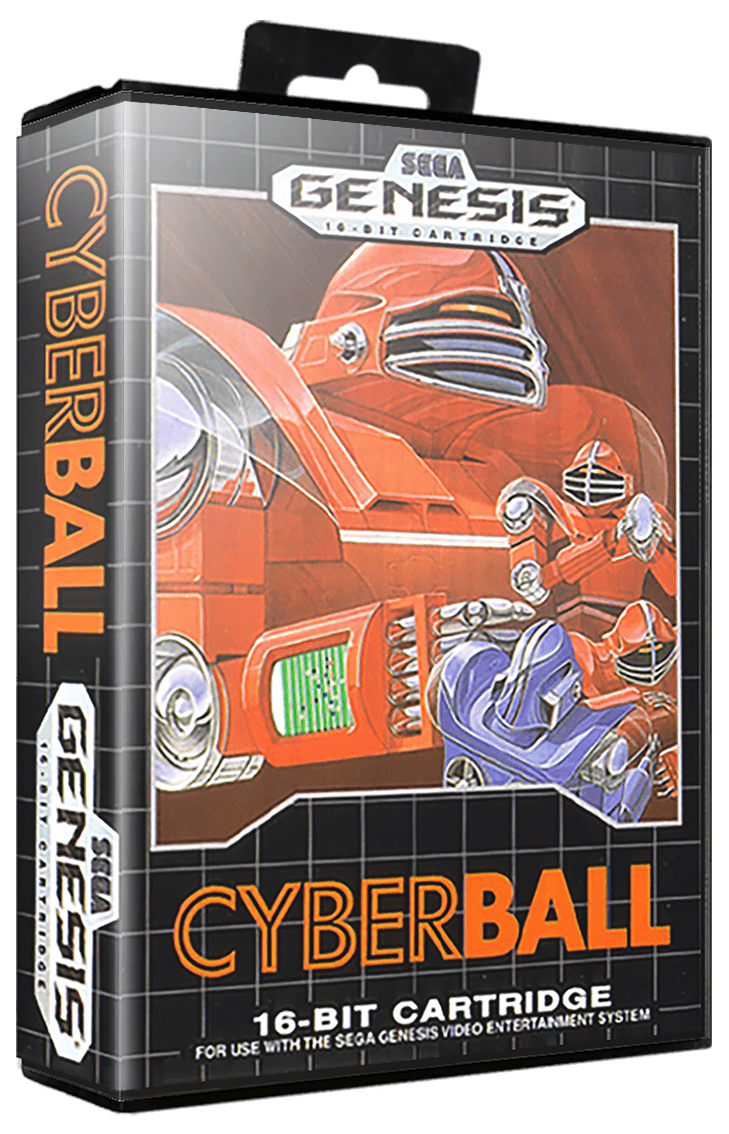 CYBERBALL
GENESIS
SEGA
16-BIT CARTRIDGE
SEGA
GENESIS
16-BIT CARTRIDGE
CYBERBALL
16-BIT CARTRIDGE
FOR USE WITH THE SEGA GENESIS VIDEO ENTERTAINMENT SYSTEM